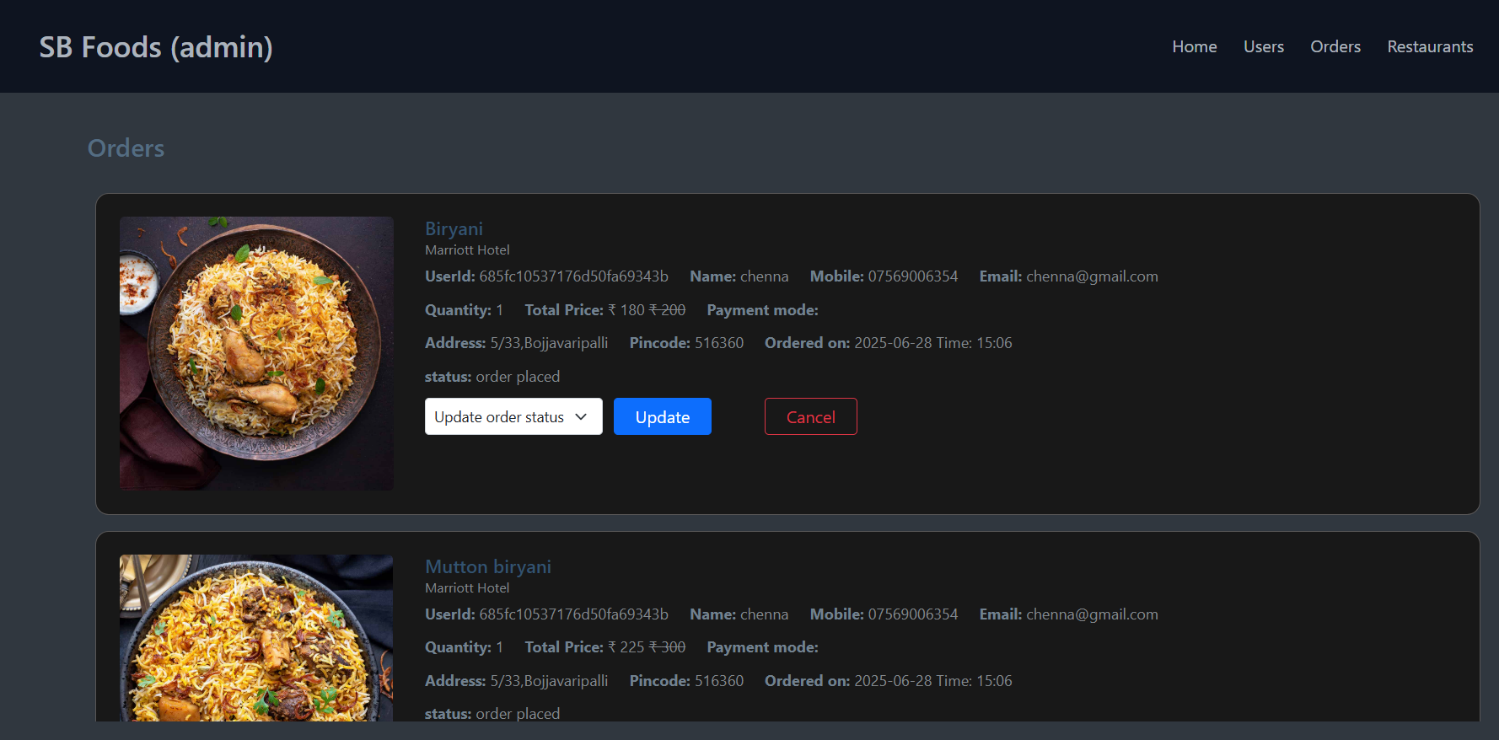 SB Foods (admin)
Home Users Orders Restaurants
Orders
Biryani
Marriott Hotel
UserId: 685fc10537176d50fa69343b Name: chenna Mobile: 07569006354 Email: chenna@gmail.com
Quantity: 1 Total Price: ₹ 180 ₹ 200 Payment mode:
Address: 5/33,Bojjavaripalli Pincode: 516360 Ordered on: 2025-06-28 Time: 15:06
status: order placed
Update order status Update Cancel
Mutton biryani
Marriott Hotel
UserId: 685fc10537176d50fa69343b Name: chenna Mobile: 07569006354 Email: chenna@gmail.com
Quantity: 1 Total Price: ₹ 225 ₹ 300 Payment mode:
Address: 5/33,Bojjavaripalli Pincode: 516360 Ordered on: 2025-06-28 Time: 15:06
status: order placed